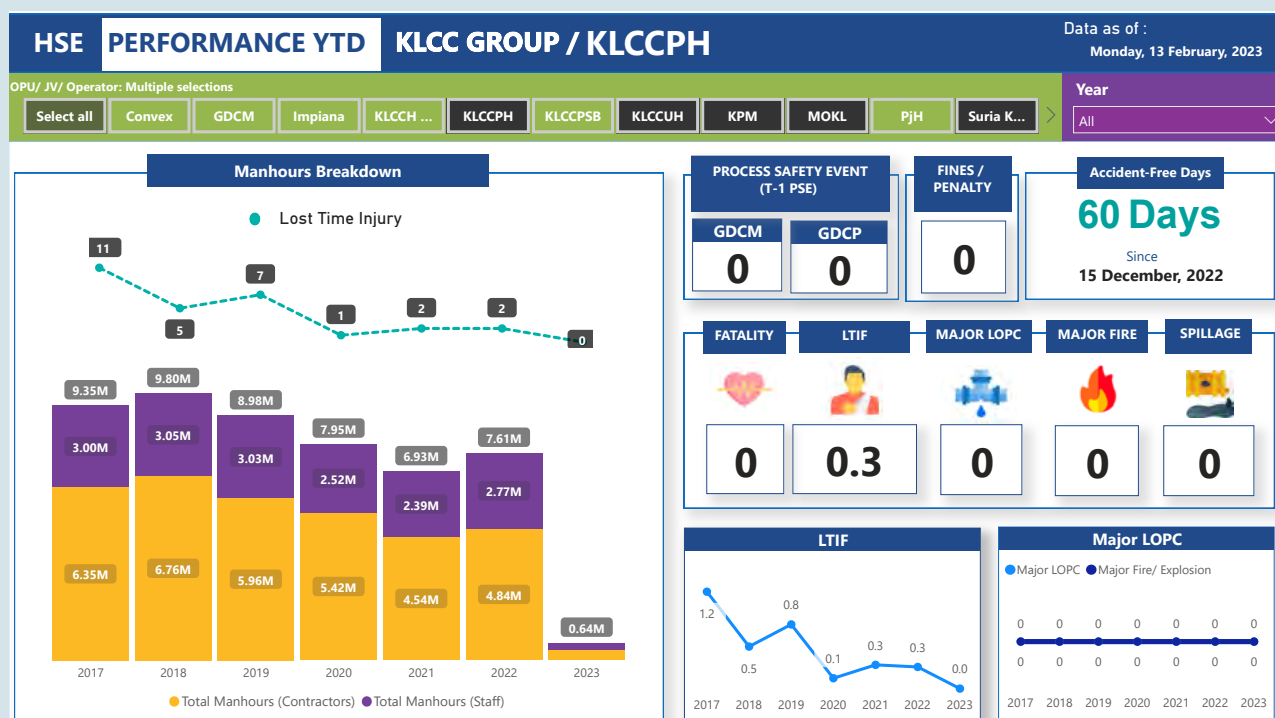 HSE PERFORMANCE YTD KLCC GROUP / KLCCPH
Data as of :
Monday, 13 February, 2023
OPU/ JV/ Operator: Multiple selections
Select all Convex GDCM Impiana KLCCH ... KLCCPH KLCCPSB KLCCUH KPM MOKL PjH Suria K...
Year
All
Manhours Breakdown
Lost Time Injury
11
5
7
1
2
2
0
9.35M
9.80M
8.98M
7.95M
6.93M
7.61M
0.64M
3.00M
3.05M
3.03M
2.52M
2.39M
2.77M
6.35M
6.76M
5.96M
5.42M
4.54M
4.84M
2017 2018 2019 2020 2021 2022 2023
Total Manhours (Contractors) Total Manhours (Staff)
PROCESS SAFETY EVENT
(T-1 PSE)
GDCM
0
GDCP
0
FINES /
PENALTY
0
Accident-Free Days
60 Days
Since
15 December, 2022
FATALITY
0
LTIF
0.3
MAJOR LOPC
0
MAJOR FIRE
0
SPILLAGE
0
LTIF
1.2
0.5
0.8
0.1
0.3
0.3
0.0
2017 2018 2019 2020 2021 2022 2023
Major LOPC
Major LOPC Major Fire/ Explosion
0 0 0 0 0 0 0
0 0 0 0 0 0 0
2017 2018 2019 2020 2021 2022 2023